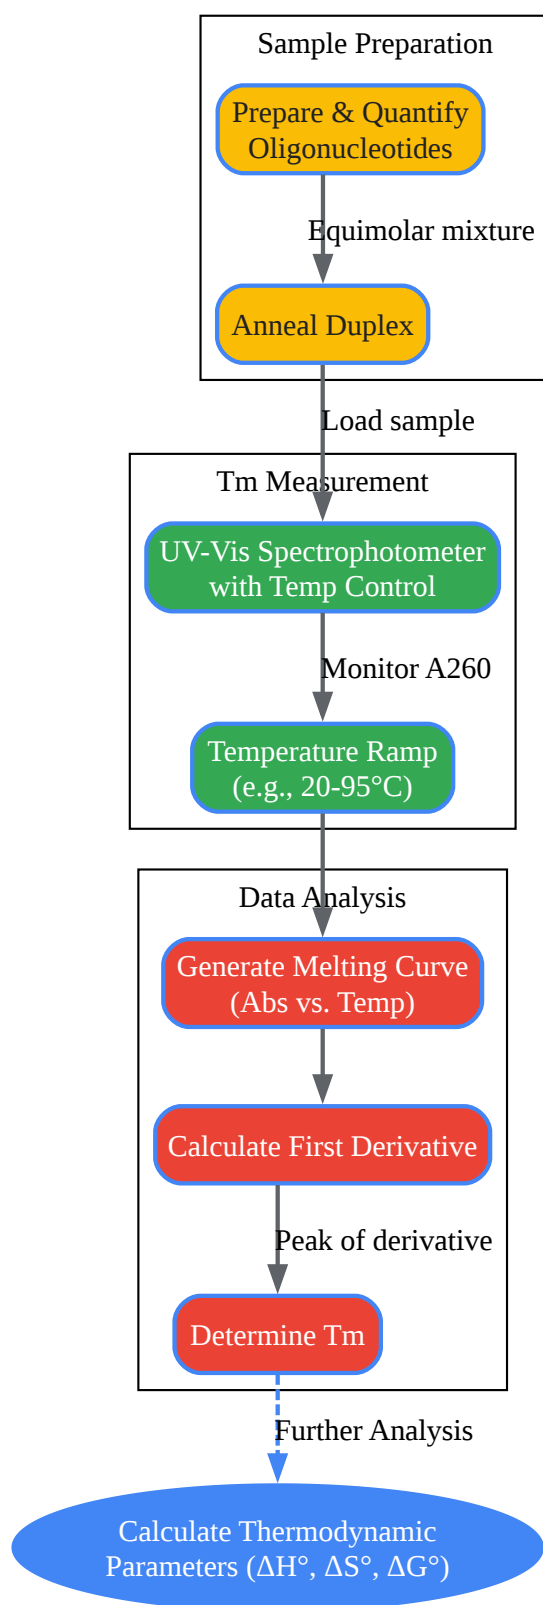 Sample Preparation
Prepare & Quantify
Oligonucleotides
Equimolar mixture
Anneal Duplex
Load sample
Tm Measurement
UV-Vis Spectrophotometer
with Temp Control
Monitor A260
Temperature Ramp
(e.g., 20-95°C)
Data Analysis
Generate Melting Curve
(Abs vs. Temp)
Calculate First Derivative
Peak of derivative
Determine Tm
Further Analysis
Calculate Thermodynamic
Parameters (ΔH°, ΔS°, ΔG°)